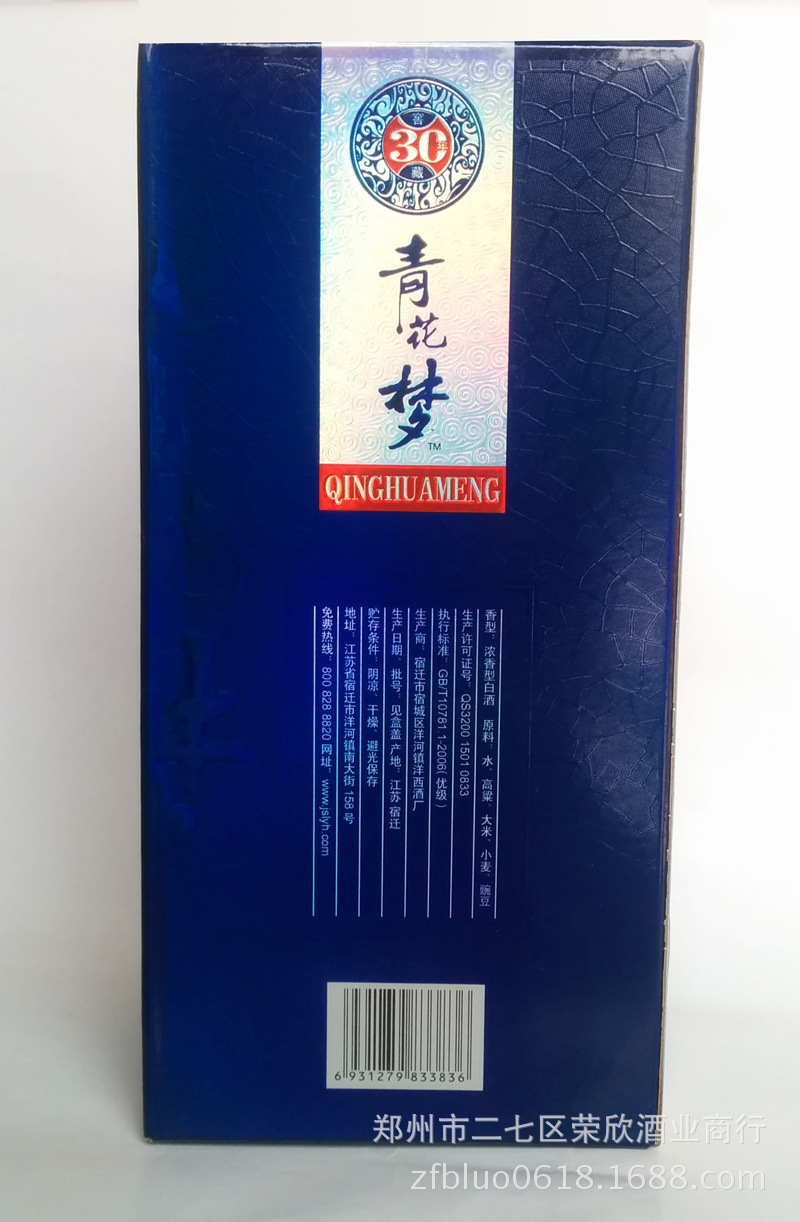 窖
30年
藏
青花梦
TM
QINGHUAMENG
香型：浓香型白酒 原料：水、高粱、大米、小麦、豌豆
生产许可证号：QS3200 1501 0833
执行标准：GB/T10781.1-2006(优级)
生产商：宿迁市宿城区洋河镇洋西酒厂
生产日期、批号：见盒盖 产地：江苏 宿迁
贮存条件：阴凉、干燥、避光保存
地址：江苏省宿迁市洋河镇南大街158号
免费热线：800 828 8820 网址：www.jslyh.com
6 931279 833836
郑州市二七区荣欣酒业商行
zfbluo0618.1688.com